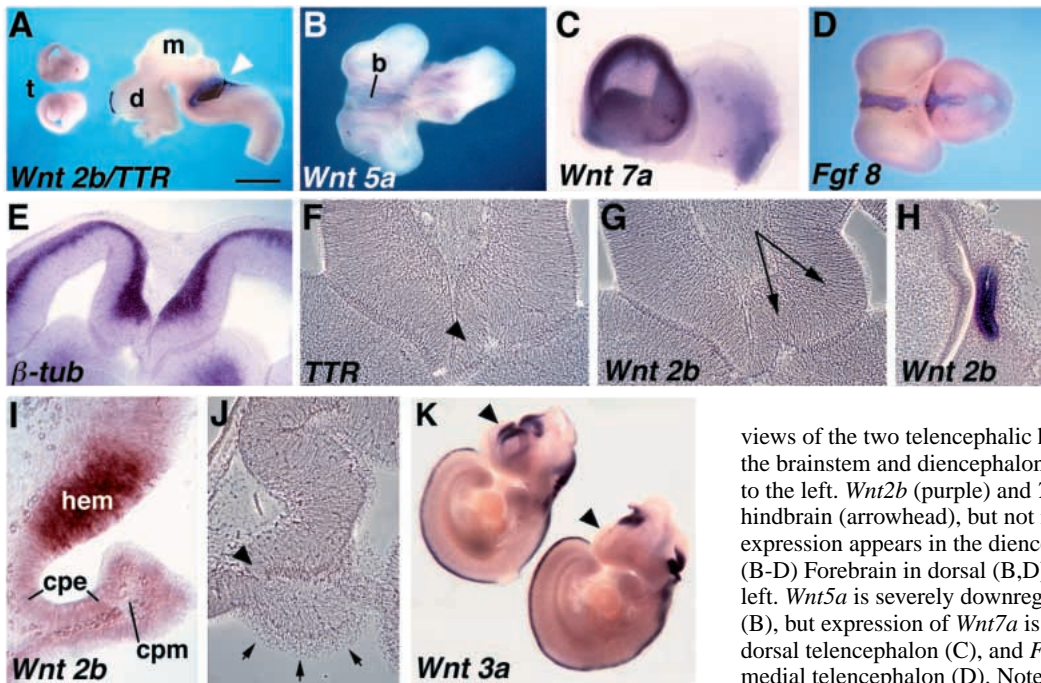 A
m
t
d
Wnt 2b/TTR
B
b
Wnt 5a
C
Wnt 7a
D
Fgf 8
E
β-tub
F
TTR
G
Wnt 2b
H
Wnt 2b
I
hem
cpe
cpm
Wnt 2b
J
K
Wnt 3a
views of the two telencephalic
the brainstem and diencephalon
to the left. Wnt2b (purple) and
hindbrain (arrowhead), but not
expression appears in the dience
(B-D) Forebrain in dorsal (B,D)
left. Wnt5a is severely downreg
(B), but expression of Wnt7a is
dorsal telencephalon (C), and F
medial telencephalon (D). Note